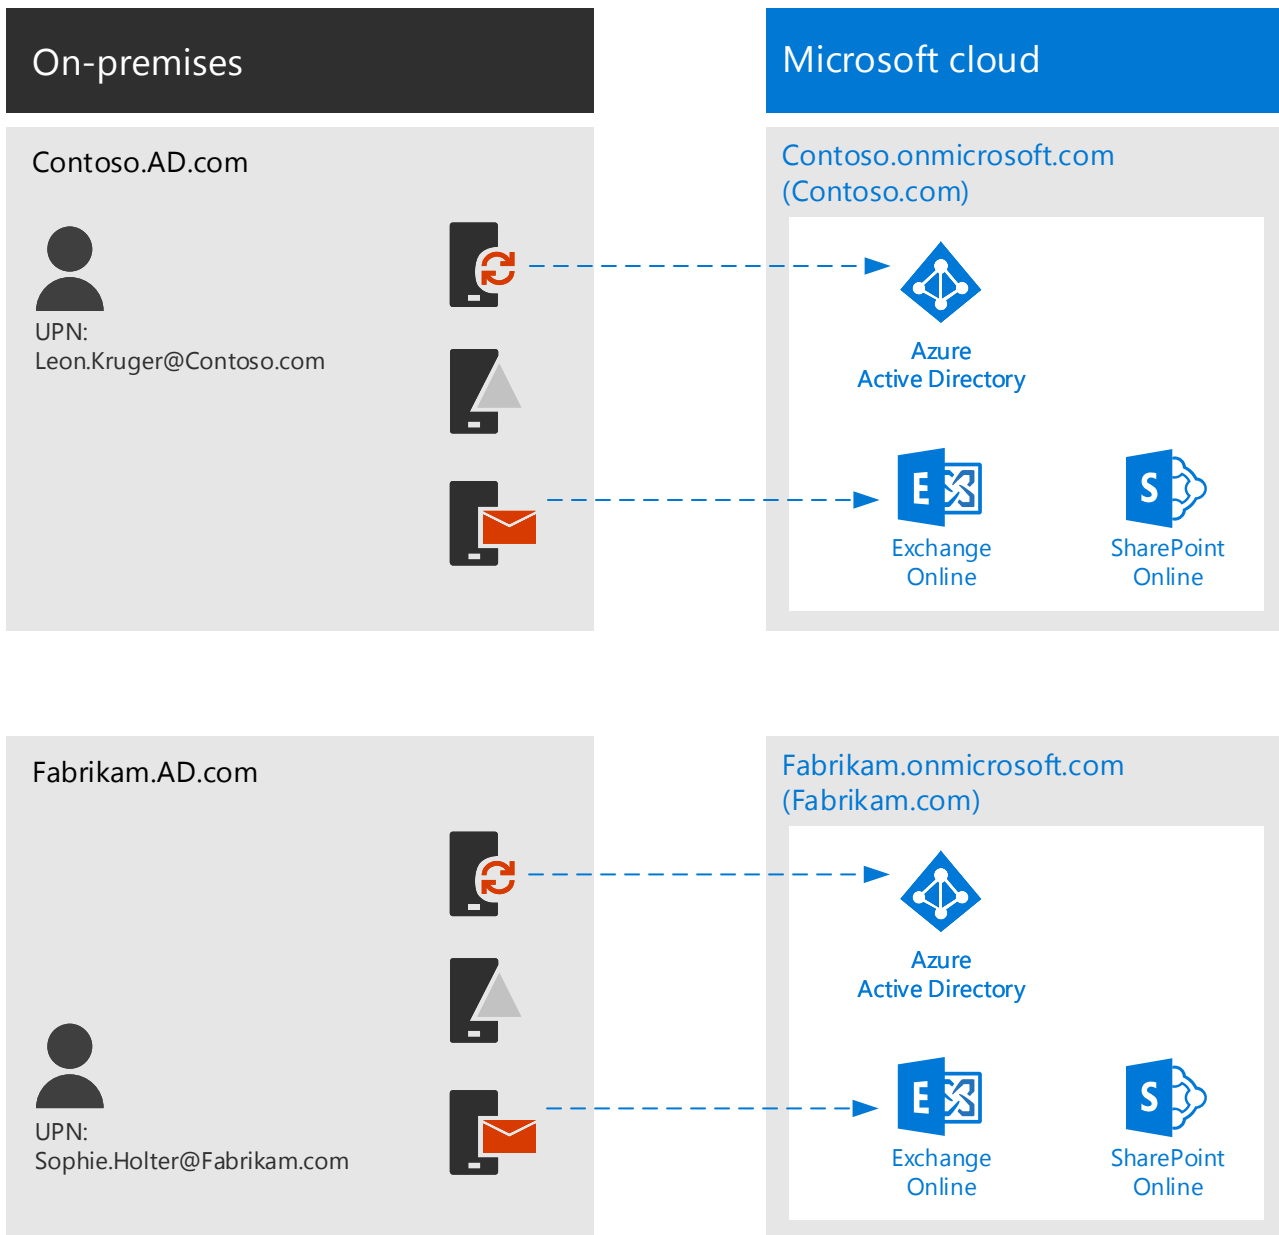 On-premises
Microsoft cloud
Contoso.AD.com
UPN:
Leon.Kruger@Contoso.com
Contoso.onmicrosoft.com
(Contoso.com)
Azure
Active Directory
E
Exchange
Online
S
SharePoint
Online
Fabrikam.AD.com
UPN:
Sophie.Holter@Fabrikam.com
Fabrikam.onmicrosoft.com
(Fabrikam.com)
Azure
Active Directory
E
Exchange
Online
S
SharePoint
Online